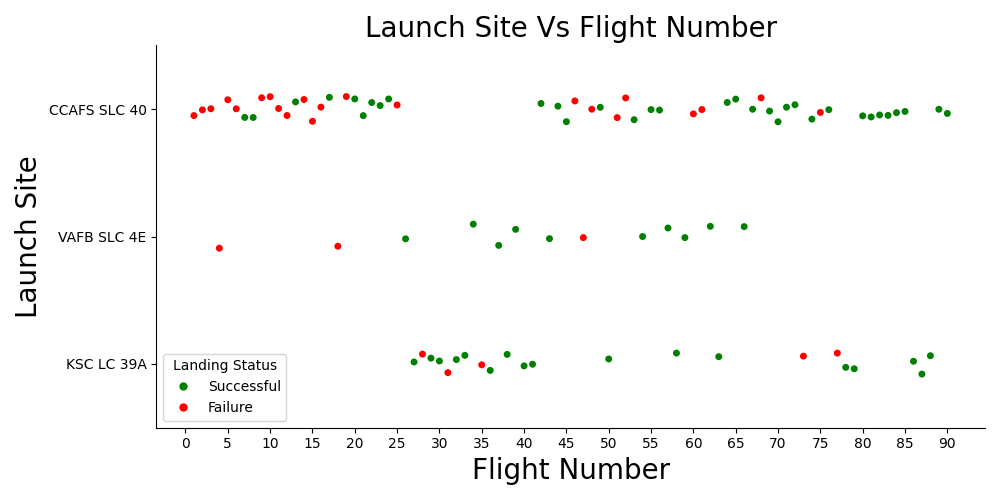 Launch Site Vs Flight Number
Launch Site
CCAFS SLC 40
VAFB SLC 4E
KSC LC 39A
Landing Status
Successful
Failure
0 5 10 15 20 25 30 35 40 45 50 55 60 65 70 75 80 85 90
Flight Number